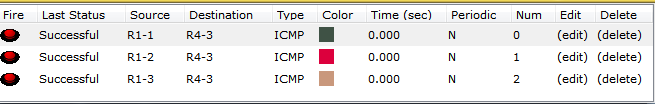 Fire Last Status Source Destination Type Color Time (sec) Periodic Num Edit Delete
Successful R1-1 R4-3 ICMP 0.000 N 0 (edit) (delete)
Successful R1-2 R4-3 ICMP 0.000 N 1 (edit) (delete)
Successful R1-3 R4-3 ICMP 0.000 N 2 (edit) (delete)